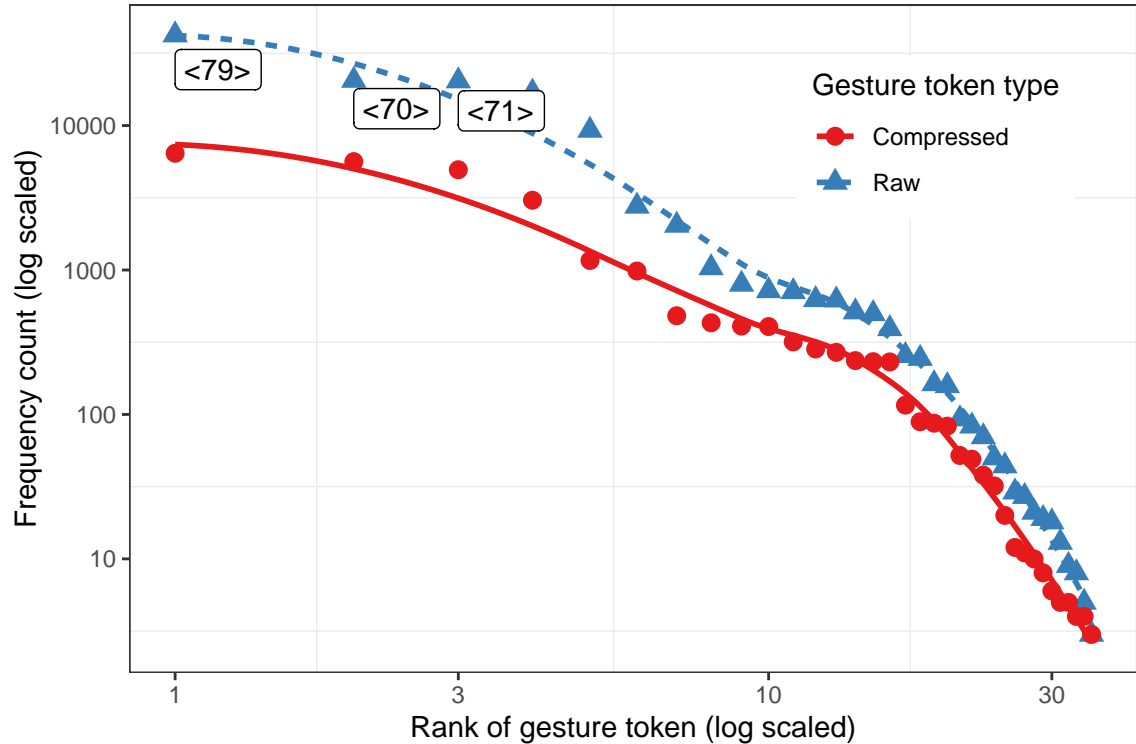 <79>
<70>
<71>
Gesture token type
Compressed
Raw
10000
1000
100
10
Frequency count (log scaled)
1
3
10
30
Rank of gesture token (log scaled)